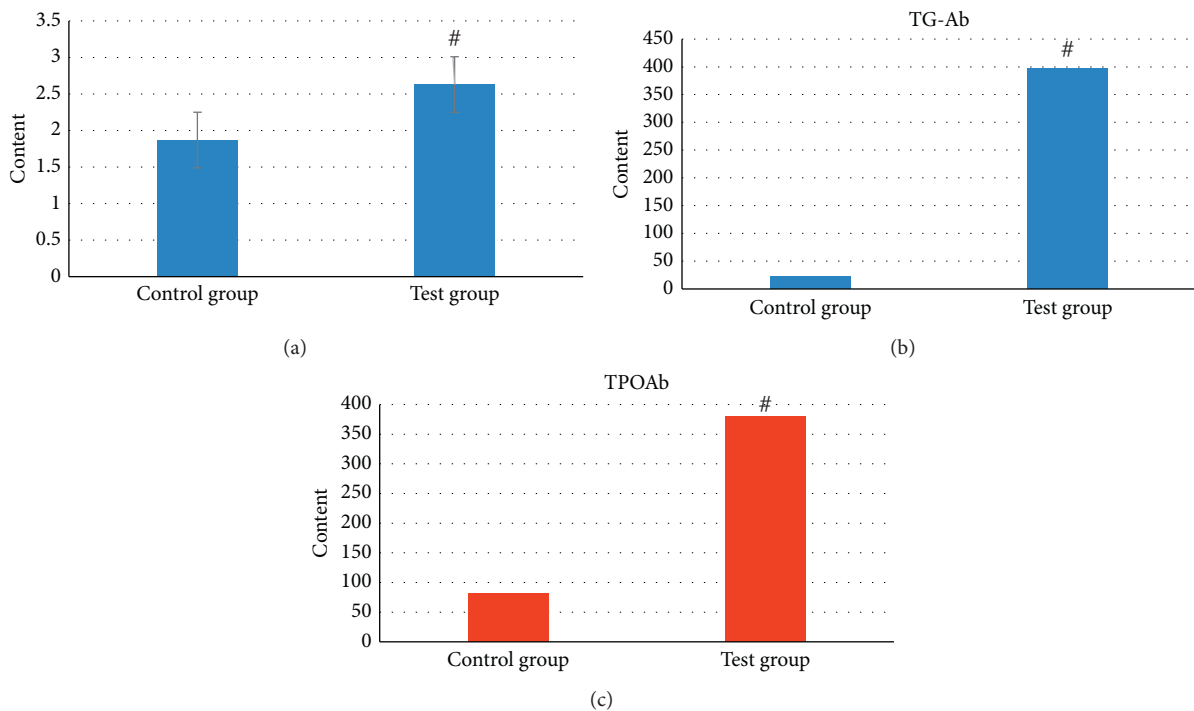 3.5
3
2.5
2
1.5
1
0.5
0
Content
#
Control group
Test group
(a)
TG-Ab
450
400
350
300
250
200
150
100
50
0
Content
#
Control group
Test group
(b)
TPOAb
400
350
300
250
200
150
100
50
0
Content
#
Control group
Test group
(c)